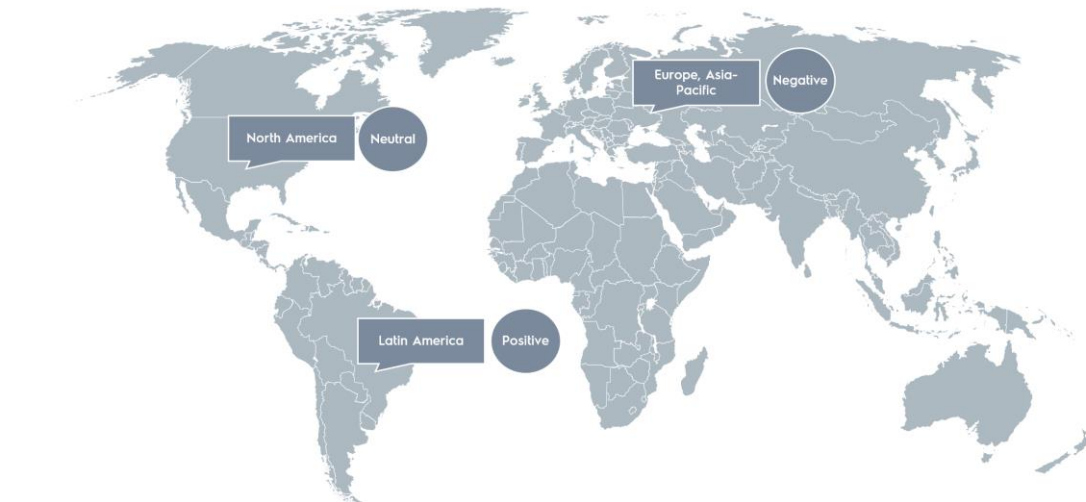 Europe, Asia-
Pacific
Negative
North America
Neutral
Latin America
Positive